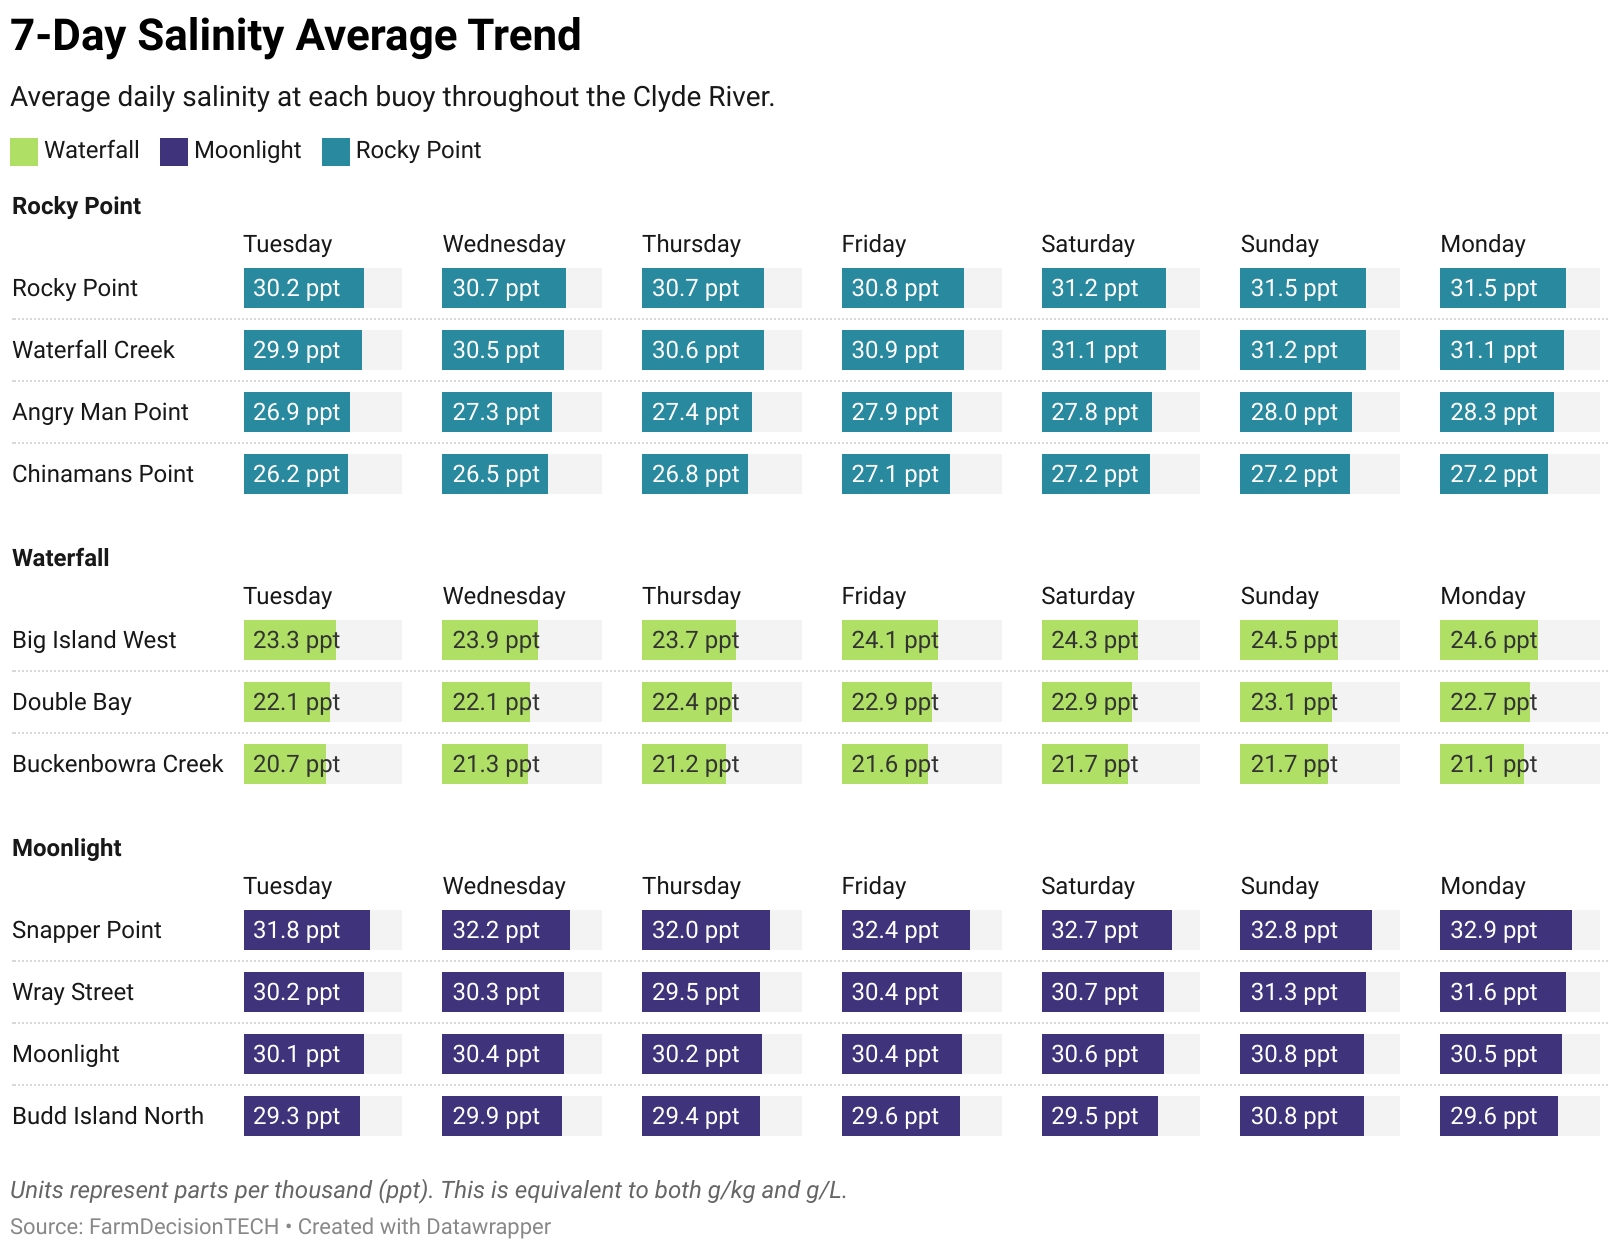 7-Day Salinity Average Trend
Average daily salinity at each buoy throughout the Clyde River.
Waterfall Moonlight Rocky Point
Rocky Point
Tuesday Wednesday Thursday Friday Saturday Sunday Monday
Rocky Point 30.2 ppt 30.7 ppt 30.7 ppt 30.8 ppt 31.2 ppt 31.5 ppt 31.5 ppt
Waterfall Creek 29.9 ppt 30.5 ppt 30.6 ppt 30.9 ppt 31.1 ppt 31.2 ppt 31.1 ppt
Angry Man Point 26.9 ppt 27.3 ppt 27.4 ppt 27.9 ppt 27.8 ppt 28.0 ppt 28.3 ppt
Chinamans Point 26.2 ppt 26.5 ppt 26.8 ppt 27.1 ppt 27.2 ppt 27.2 ppt 27.2 ppt
Waterfall
Tuesday Wednesday Thursday Friday Saturday Sunday Monday
Big Island West 23.3 ppt 23.9 ppt 23.7 ppt 24.1 ppt 24.3 ppt 24.5 ppt 24.6 ppt
Double Bay 22.1 ppt 22.1 ppt 22.4 ppt 22.9 ppt 22.9 ppt 23.1 ppt 22.7 ppt
Buckenbowra Creek 20.7 ppt 21.3 ppt 21.2 ppt 21.6 ppt 21.7 ppt 21.7 ppt 21.1 ppt
Moonlight
Tuesday Wednesday Thursday Friday Saturday Sunday Monday
Snapper Point 31.8 ppt 32.2 ppt 32.0 ppt 32.4 ppt 32.7 ppt 32.8 ppt 32.9 ppt
Wray Street 30.2 ppt 30.3 ppt 29.5 ppt 30.4 ppt 30.7 ppt 31.3 ppt 31.6 ppt
Moonlight 30.1 ppt 30.4 ppt 30.2 ppt 30.4 ppt 30.6 ppt 30.8 ppt 30.5 ppt
Budd Island North 29.3 ppt 29.9 ppt 29.4 ppt 29.6 ppt 29.5 ppt 30.8 ppt 29.6 ppt
Units represent parts per thousand (ppt). This is equivalent to both g/kg and g/L.
Source: FarmDecisionTECH • Created with Datawrapper